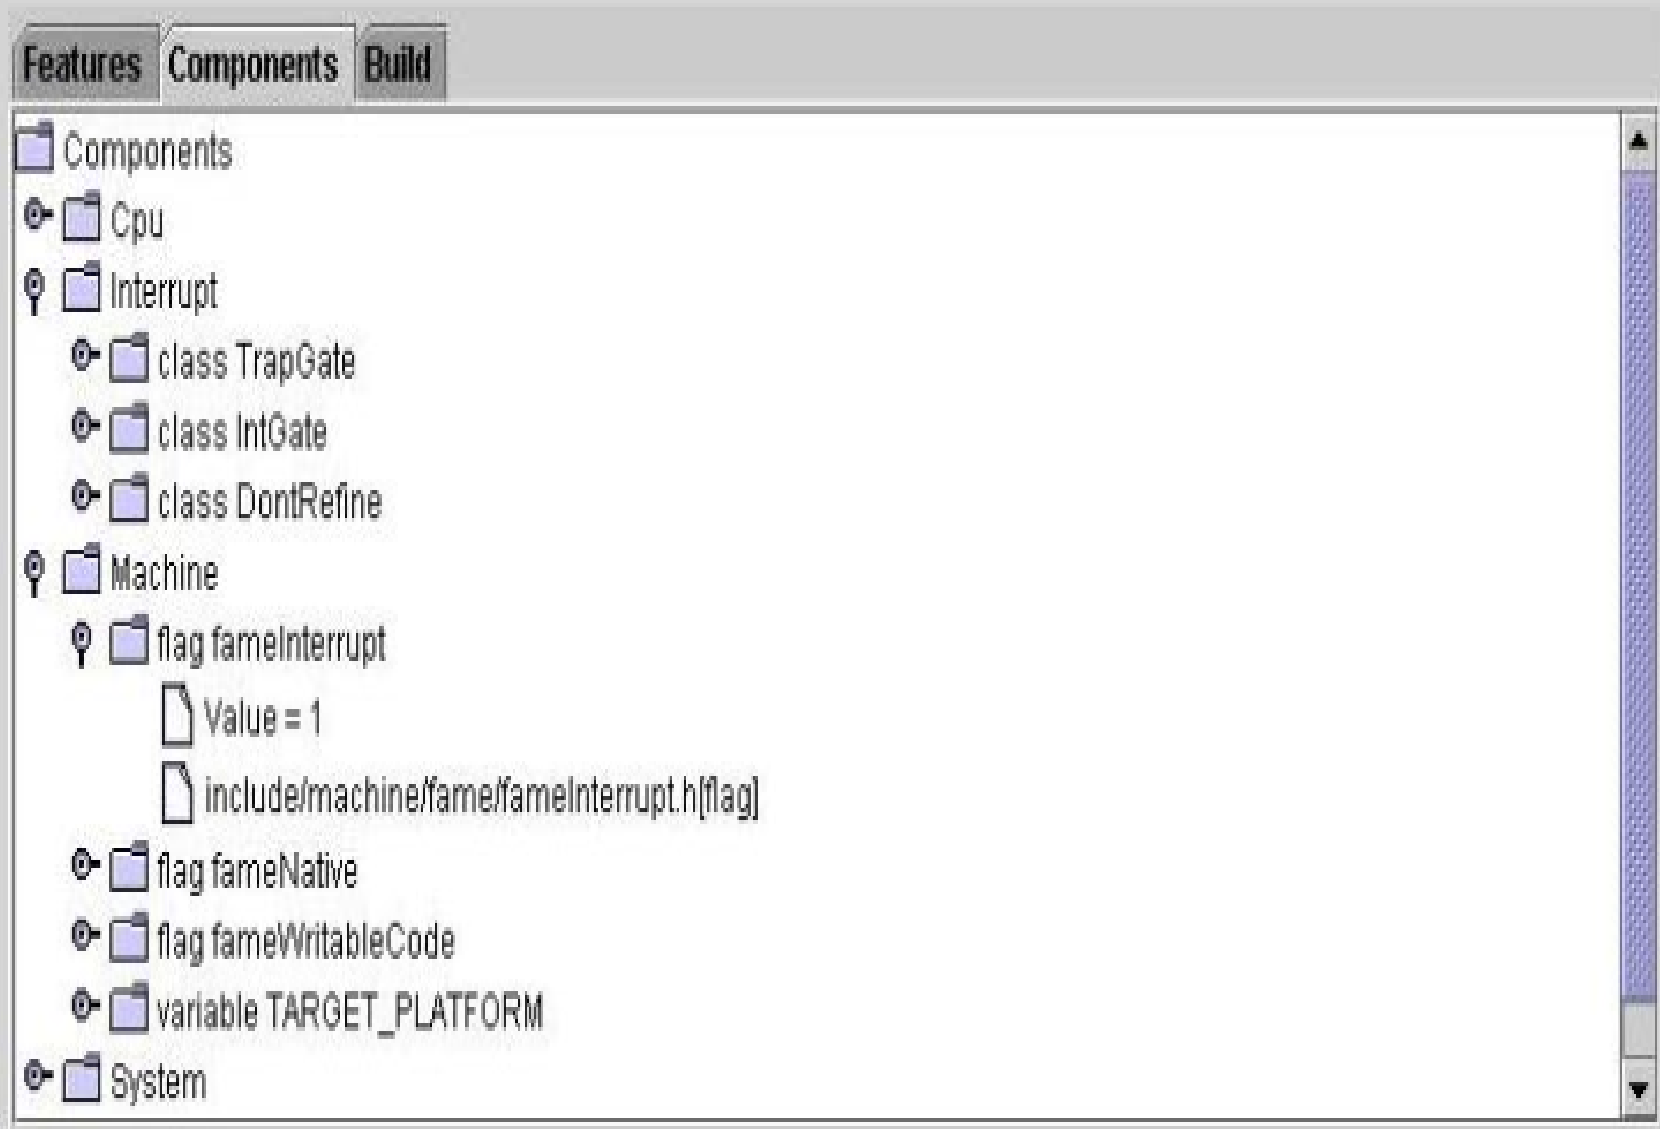 Features Components Build
Components
Cpu
Interrupt
class TrapGate
class IntGate
class DontRefine
Machine
flag fameInterrupt
Value = 1
include/machine/fame/fameInterrupt.h[flag]
flag fameNative
flag fameWritableCode
variable TARGET_PLATFORM
System